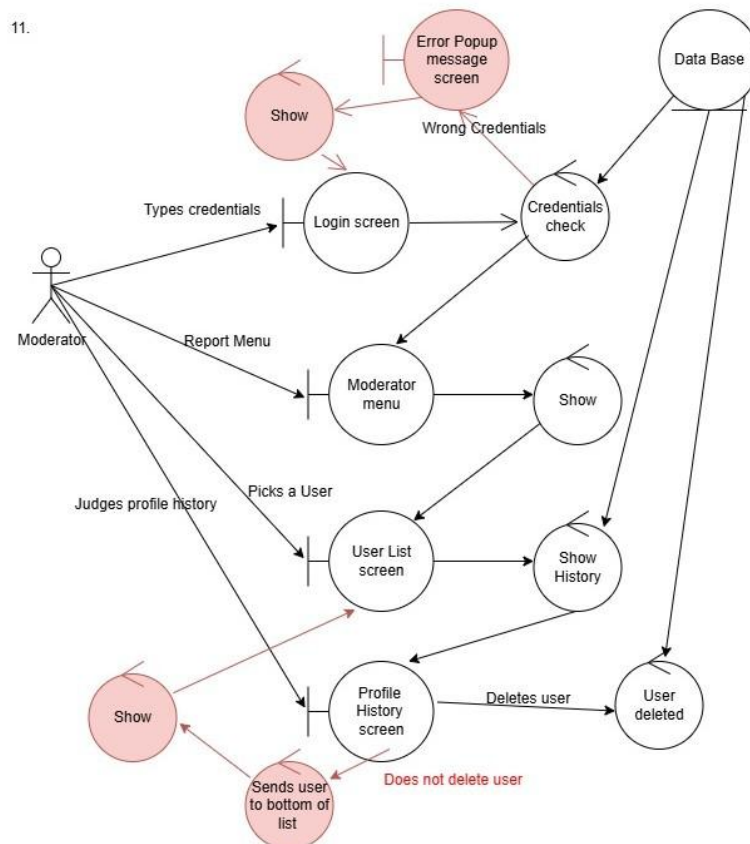 11.
Error Popup
message
screen
Data Base
Show
Wrong Credentials
Types credentials
Login screen
Credentials
check
Moderator
Report Menu
Moderator
menu
Show
Judges profile history
Picks a User
User List
screen
Show
History
Show
Profile
History
screen
Deletes user
User
deleted
Does not delete user
Sends user
to bottom of
list